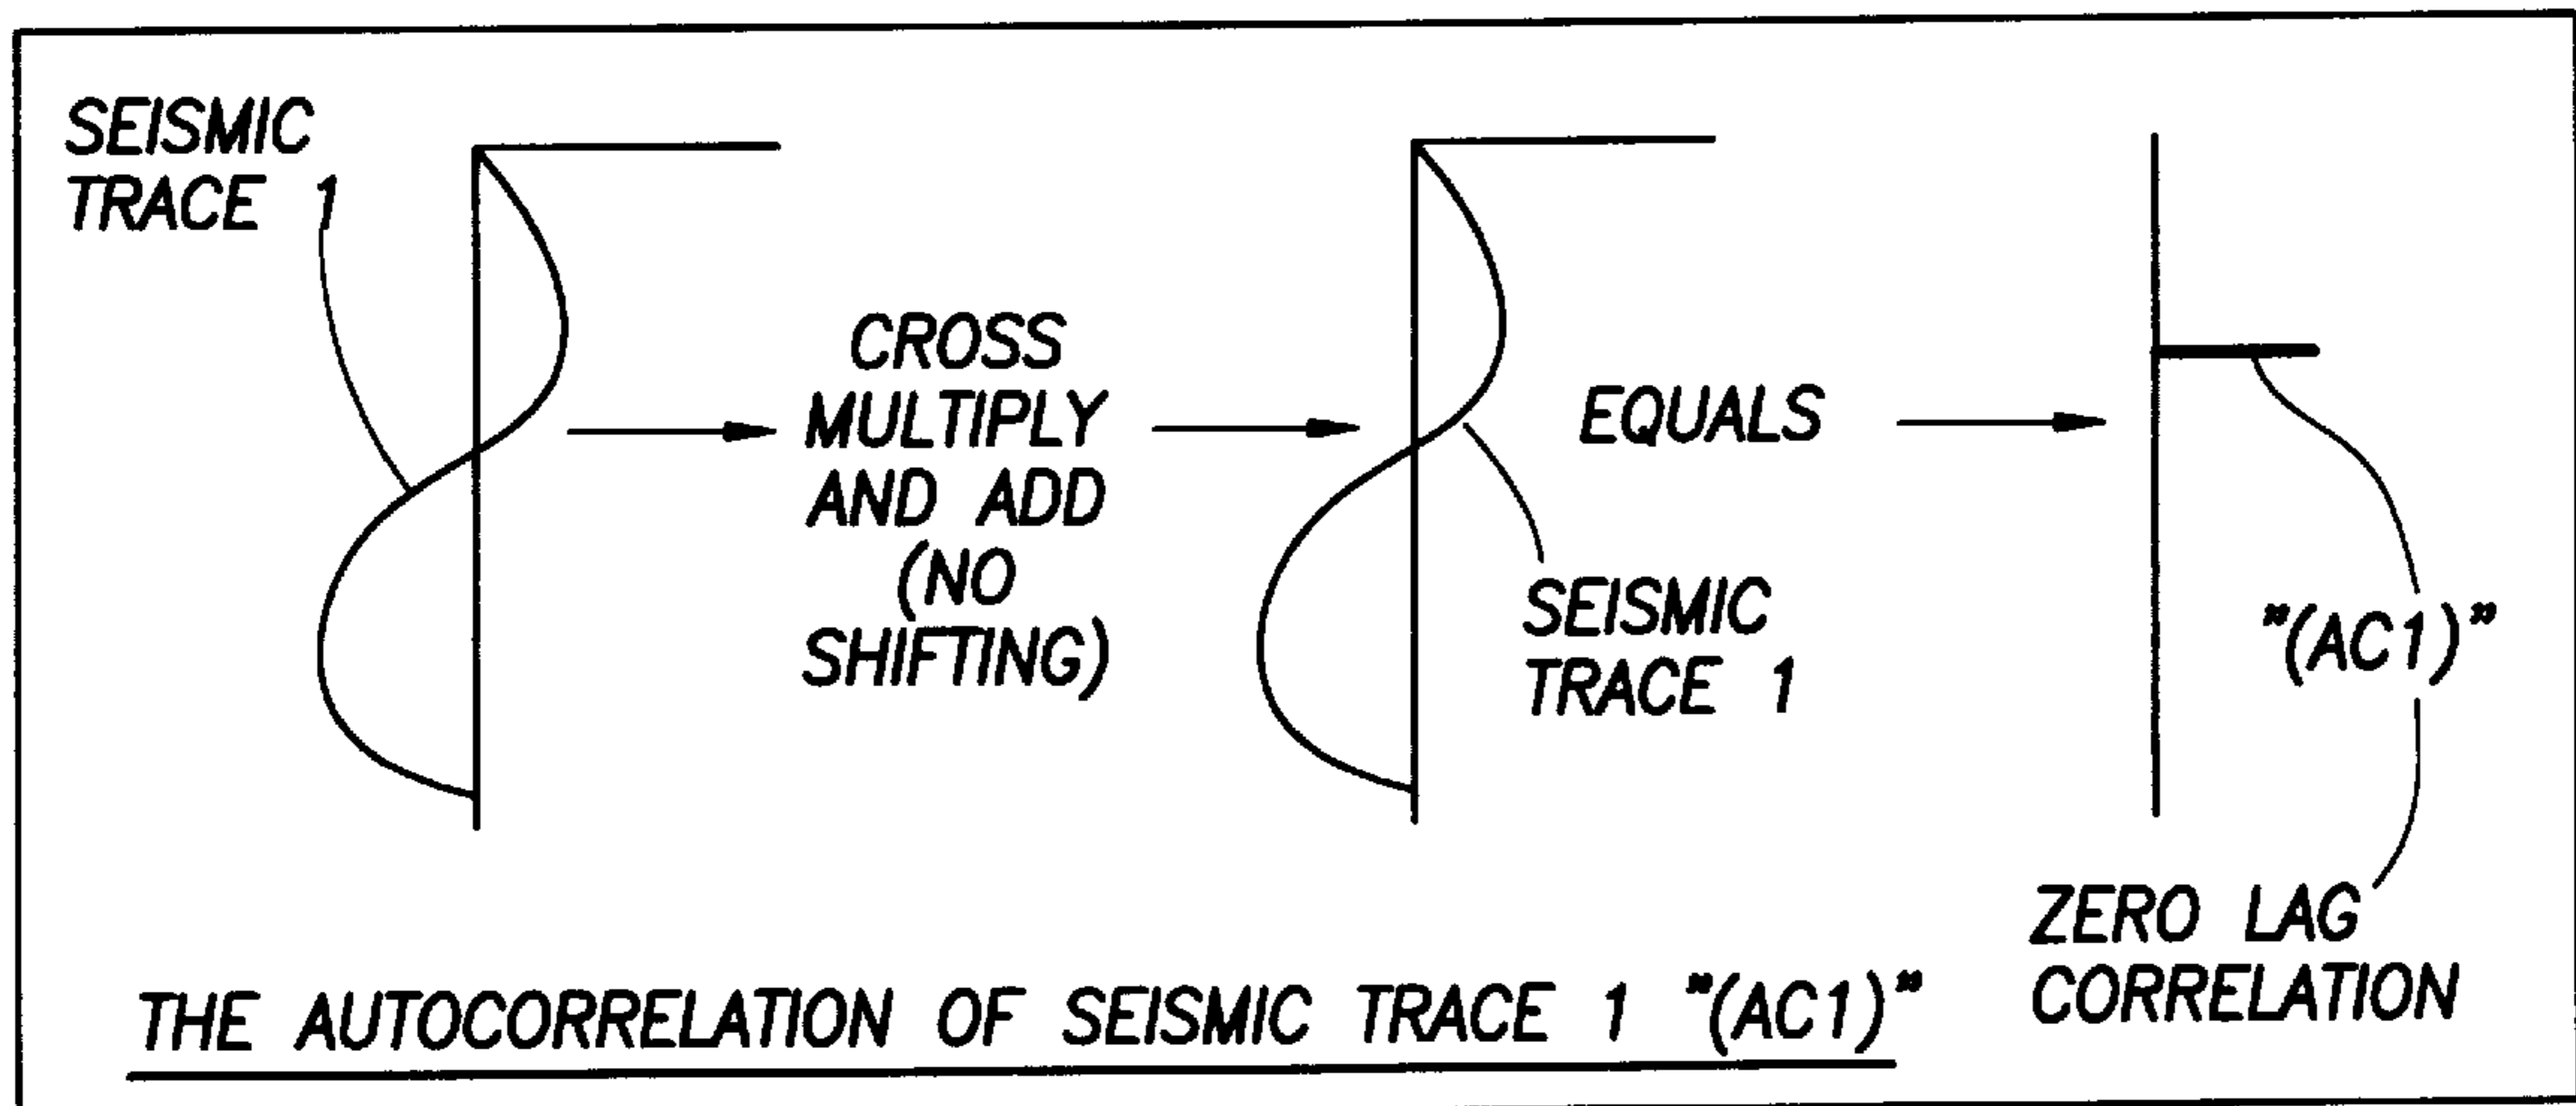 SEISMIC
TRACE 1
CROSS
MULTIPLY
AND ADD
(NO
SHIFTING)
SEISMIC
TRACE 1
EQUALS
"(AC1)"
ZERO LAG
CORRELATION
THE AUTOCORRELATION OF SEISMIC TRACE 1 "(AC1)"